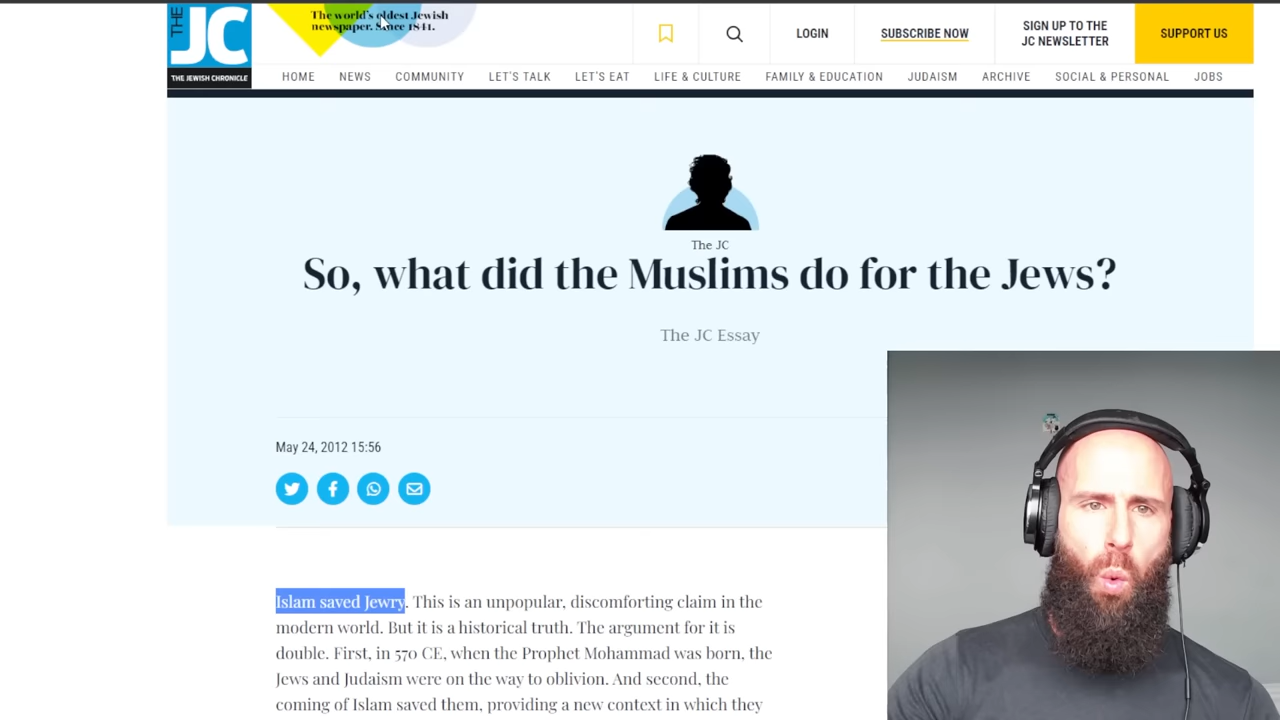 THE
JC
THE JEWISH CHRONICLE
The world's oldest Jewish
newspaper. Since 1841.
LOGIN
SUBSCRIBE NOW
SIGN UP TO THE
JC NEWSLETTER
SUPPORT US
HOME NEWS COMMUNITY LET'S TALK LET'S EAT LIFE & CULTURE FAMILY & EDUCATION JUDAISM ARCHIVE SOCIAL & PERSONAL JOBS
The JC
So, what did the Muslims do for the Jews?
The JC Essay
May 24, 2012 15:56
Islam saved Jewry. This is an unpopular, discomforting claim in the
modern world. But it is a historical truth. The argument for it is
double. First, in 570 CE, when the Prophet Mohammad was born, the
Jews and Judaism were on the way to oblivion. And second, the
coming of Islam saved them, providing a new context in which they